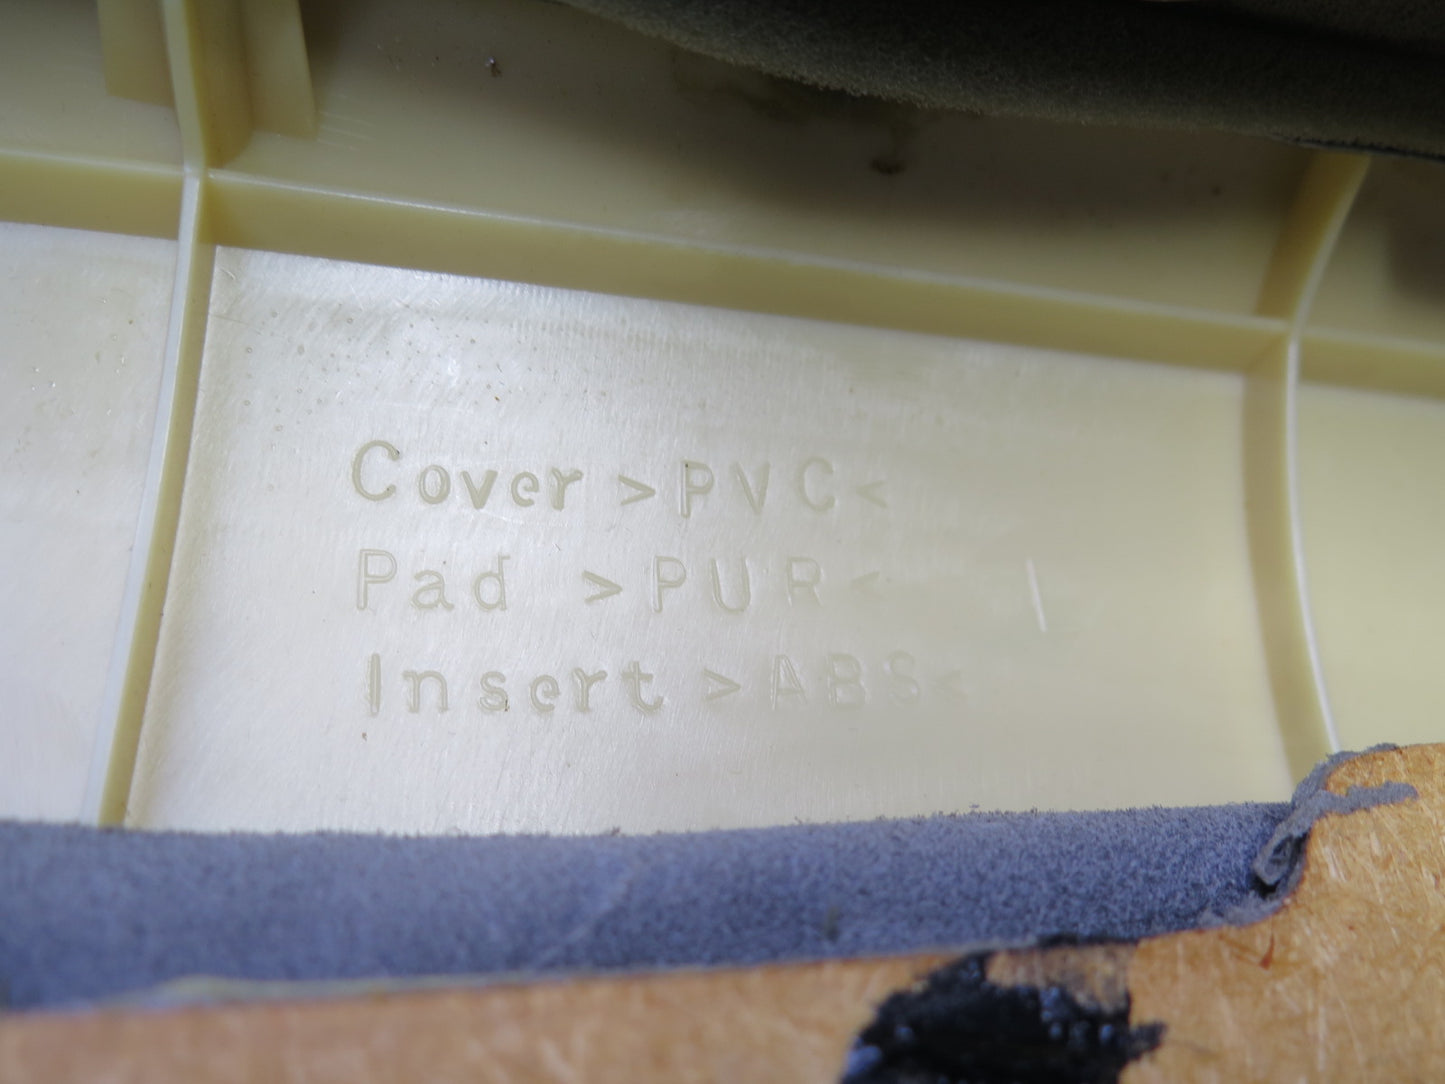 Cover >PVC<
Pad >PUR<
Insert >ABS<